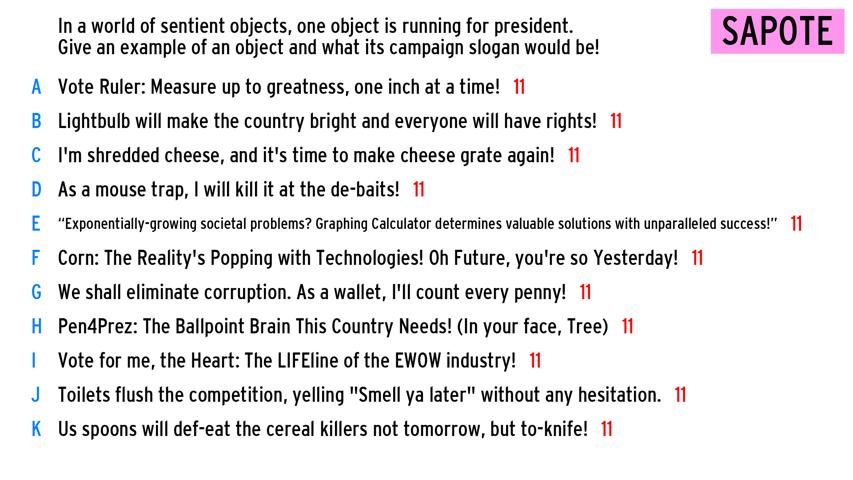 In a world of sentient objects, one object is running for president.
Give an example of an object and what its campaign slogan would be!
SAPOTE
A Vote Ruler: Measure up to greatness, one inch at a time! 11
B Lightbulb will make the country bright and everyone will have rights! 11
C I'm shredded cheese, and it's time to make cheese grate again! 11
D As a mouse trap, I will kill it at the de-baits! 11
E “Exponentially-growing societal problems? Graphing Calculator determines valuable solutions with unparalleled success!” 11
F Corn: The Reality's Popping with Technologies! Oh Future, you're so Yesterday! 11
G We shall eliminate corruption. As a wallet, I'll count every penny! 11
H Pen4Prez: The Ballpoint Brain This Country Needs! (In your face, Tree) 11
I Vote for me, the Heart: The LIFEline of the EWOW industry! 11
J Toilets flush the competition, yelling "Smell ya later" without any hesitation. 11
K Us spoons will def-eat the cereal killers not tomorrow, but to-knife! 11